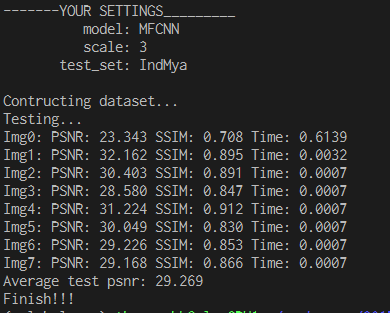 -------YOUR SETTINGS_________
model: MFCNN
scale: 3
test_set: IndMya
Contructing dataset...
Testing...
Img0: PSNR: 23.343 SSIM: 0.708 Time: 0.6139
Img1: PSNR: 32.162 SSIM: 0.895 Time: 0.0032
Img2: PSNR: 30.403 SSIM: 0.891 Time: 0.0007
Img3: PSNR: 28.580 SSIM: 0.847 Time: 0.0007
Img4: PSNR: 31.224 SSIM: 0.912 Time: 0.0007
Img5: PSNR: 30.049 SSIM: 0.830 Time: 0.0007
Img6: PSNR: 29.226 SSIM: 0.853 Time: 0.0007
Img7: PSNR: 29.168 SSIM: 0.866 Time: 0.0007
Average test psnr: 29.269
Finish!!!